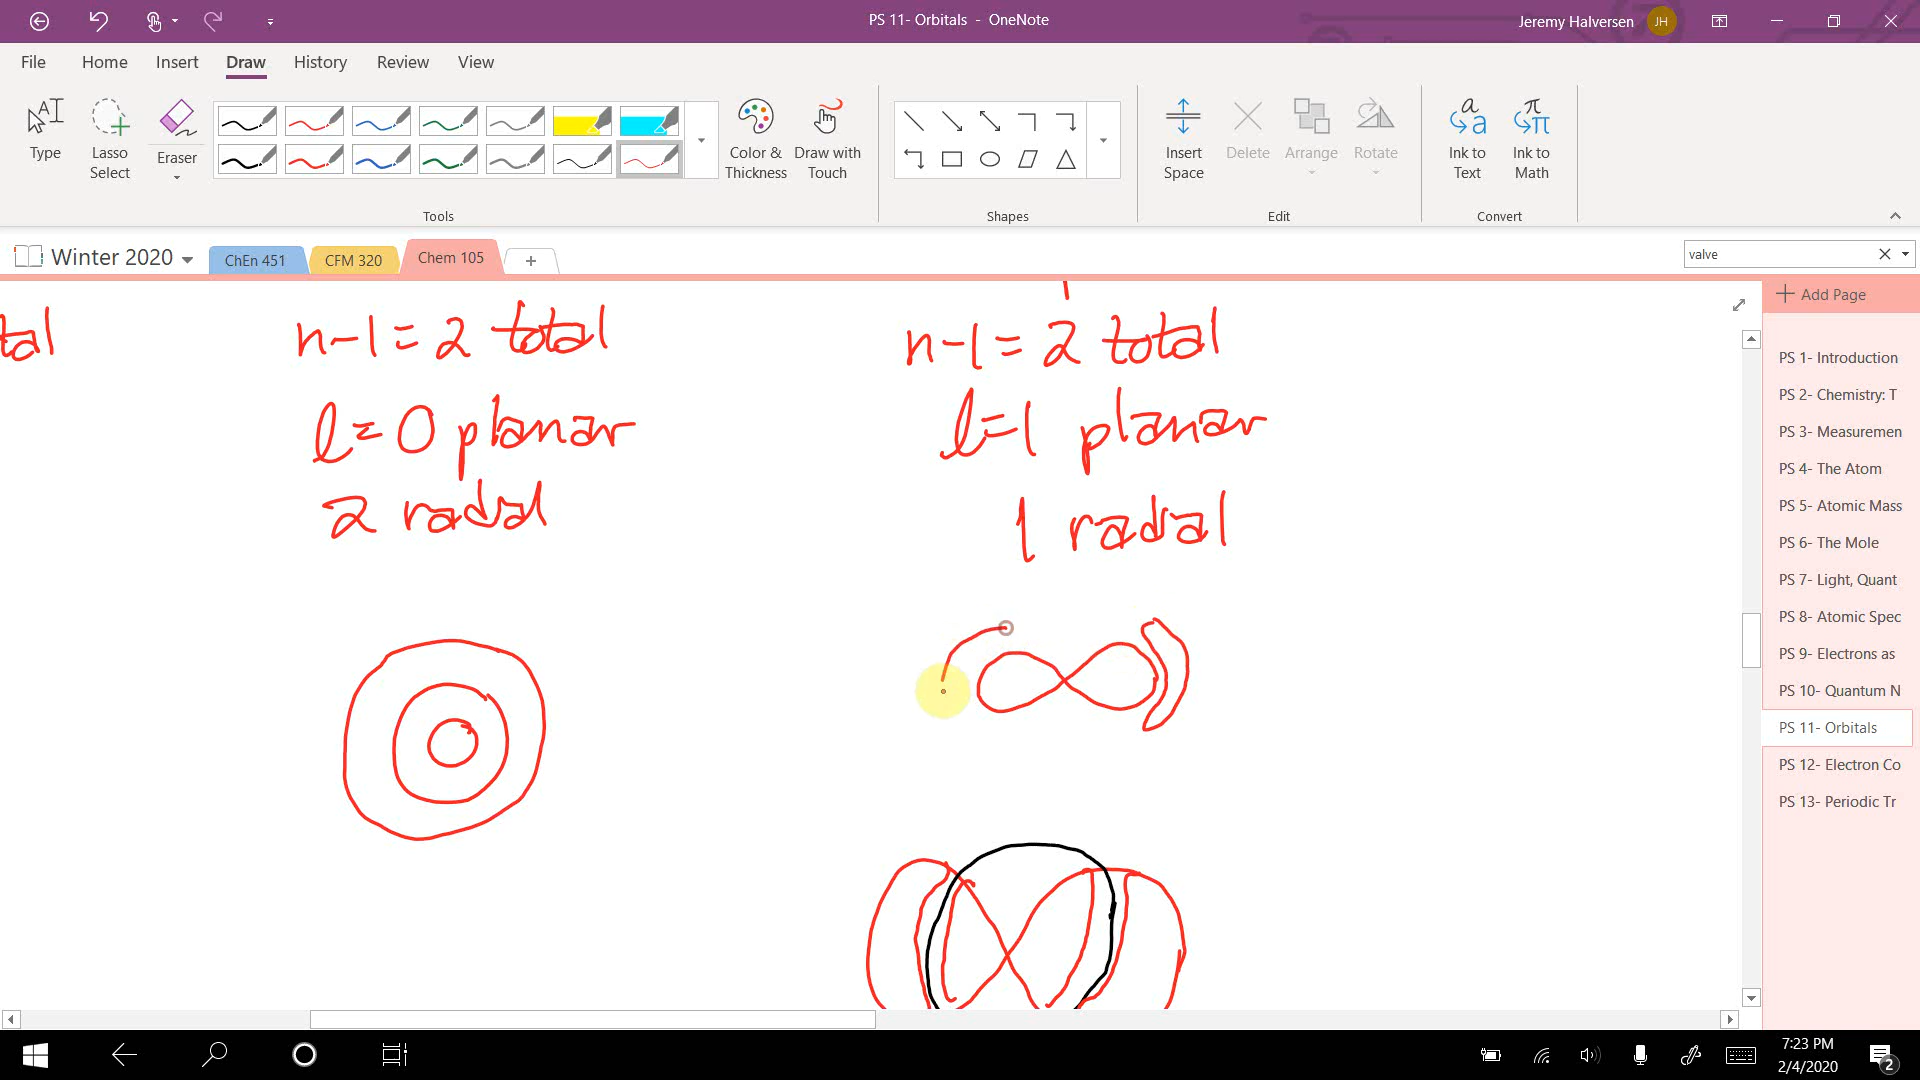 PS 11- Orbitals - OneNote
Jeremy Halversen
JH
File Home Insert Draw History Review View
Type
Lasso Select
Eraser
Color & Thickness
Draw with Touch
Insert Space
Delete
Arrange
Rotate
Ink to Text
Ink to Math
Tools
Shapes
Edit
Convert
Winter 2020
ChEn 451
CFM 320
Chem 105
valve
Add Page
PS 1- Introduction
PS 2- Chemistry: T
PS 3- Measuremen
PS 4- The Atom
PS 5- Atomic Mass
PS 6- The Mole
PS 7- Light, Quant
PS 8- Atomic Spec
PS 9- Electrons as
PS 10- Quantum N
PS 11- Orbitals
PS 12- Electron Co
PS 13- Periodic Tr
tal
n-1=2 total
l=0 planar
2 radial
n-1=2 total
l=1 planar
1 radial
7:23 PM
2/4/2020
2